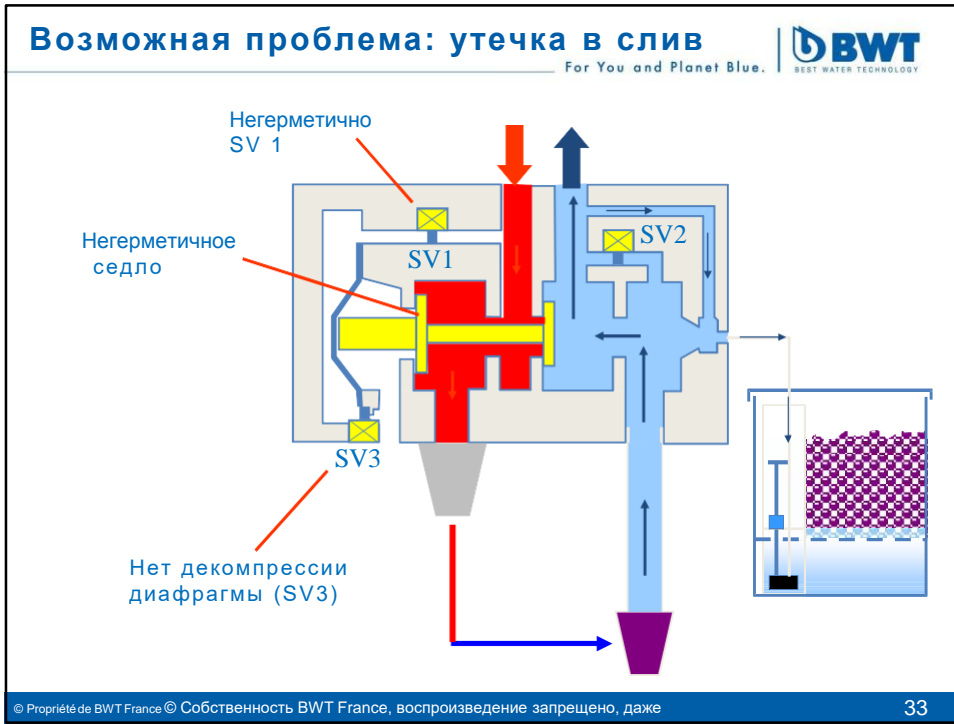 Возможная проблема: утечка в слив
For You and Planet Blue.
BWT
BEST WATER TECHNOLOGY
Негерметично
SV 1
Негерметичное
седло
SV1
SV2
SV3
Нет декомпрессии
диафрагмы (SV3)
© Propriété de BWT France © Собственность BWT France, воспроизведение запрещено, даже
33